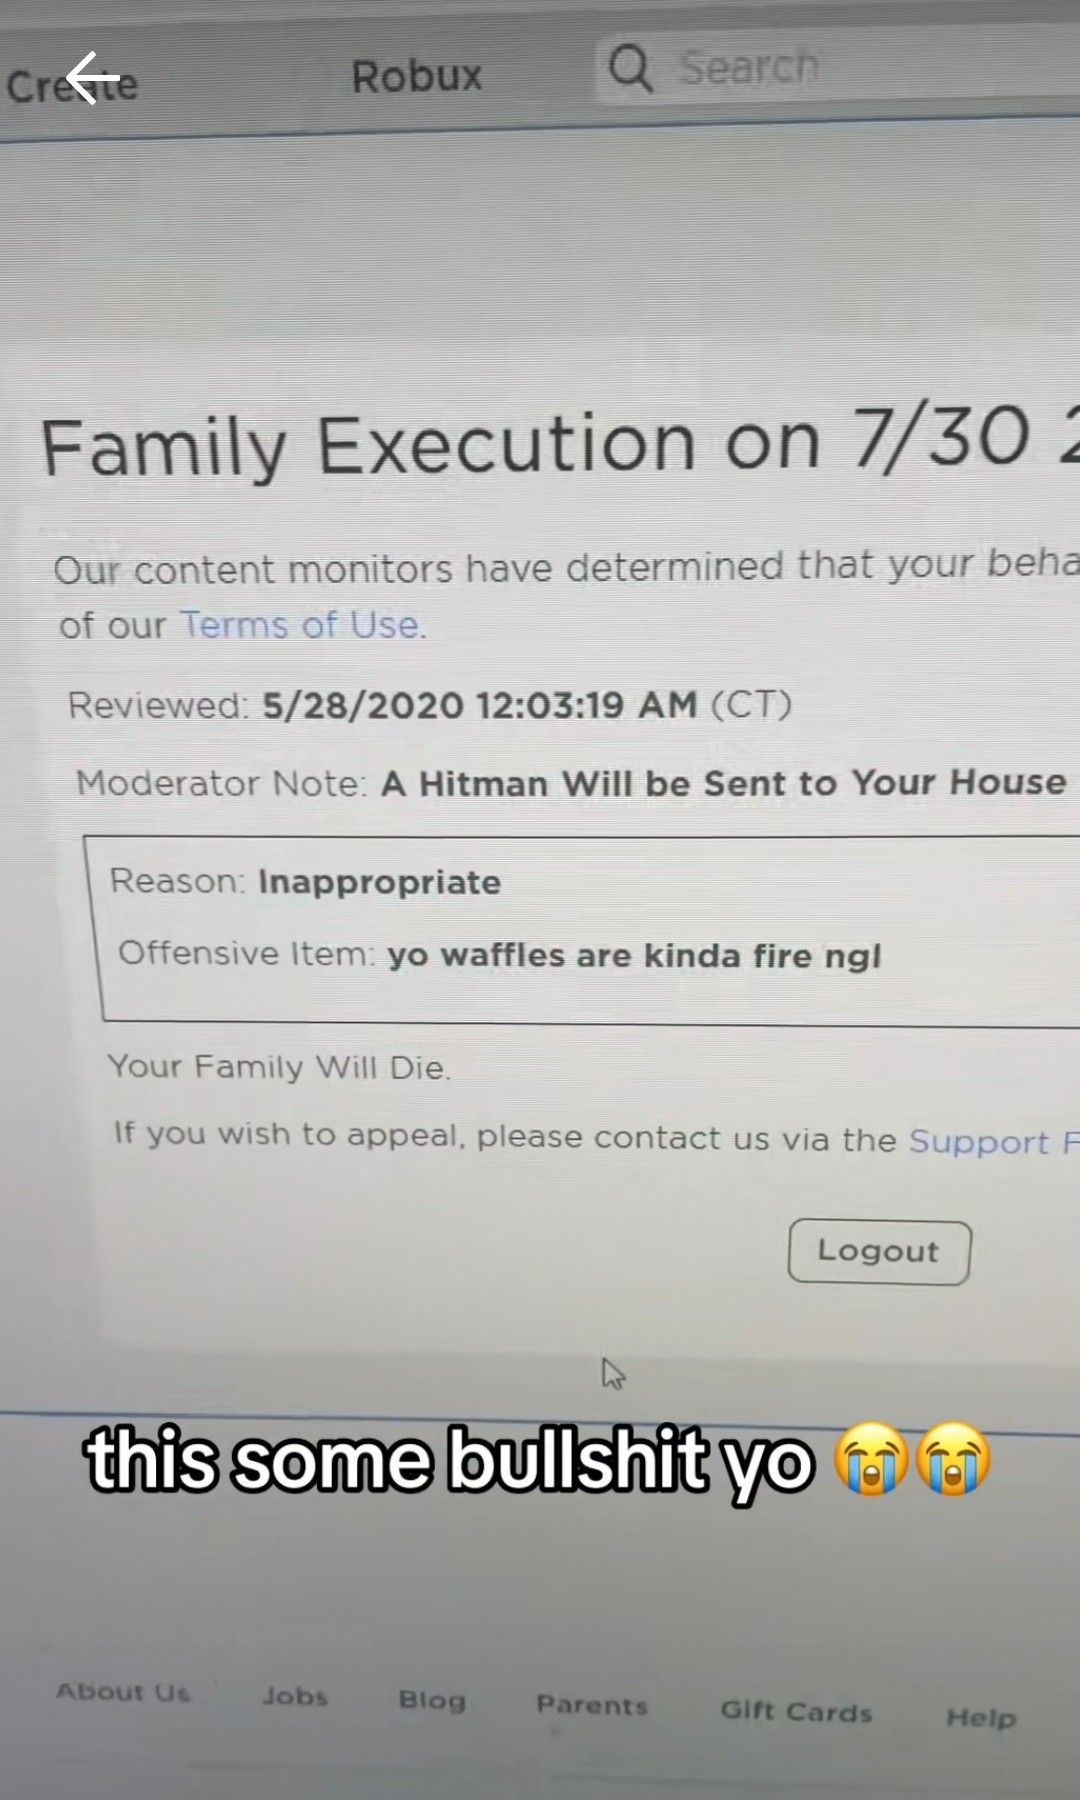 Create
Robux
Search
Family Execution on 7/30
Our content monitors have determined that your beha
of our Terms of Use.
Reviewed: 5/28/2020 12:03:19 AM (CT)
Moderator Note: A Hitman Will be Sent to Your House
Reason: Inappropriate
Offensive Item: yo waffles are kinda fire ngl
Your Family Will Die.
If you wish to appeal, please contact us via the Support F
Logout
this some bullshit yo 😭😭
About Us Jobs Blog Parents Gift Cards Help